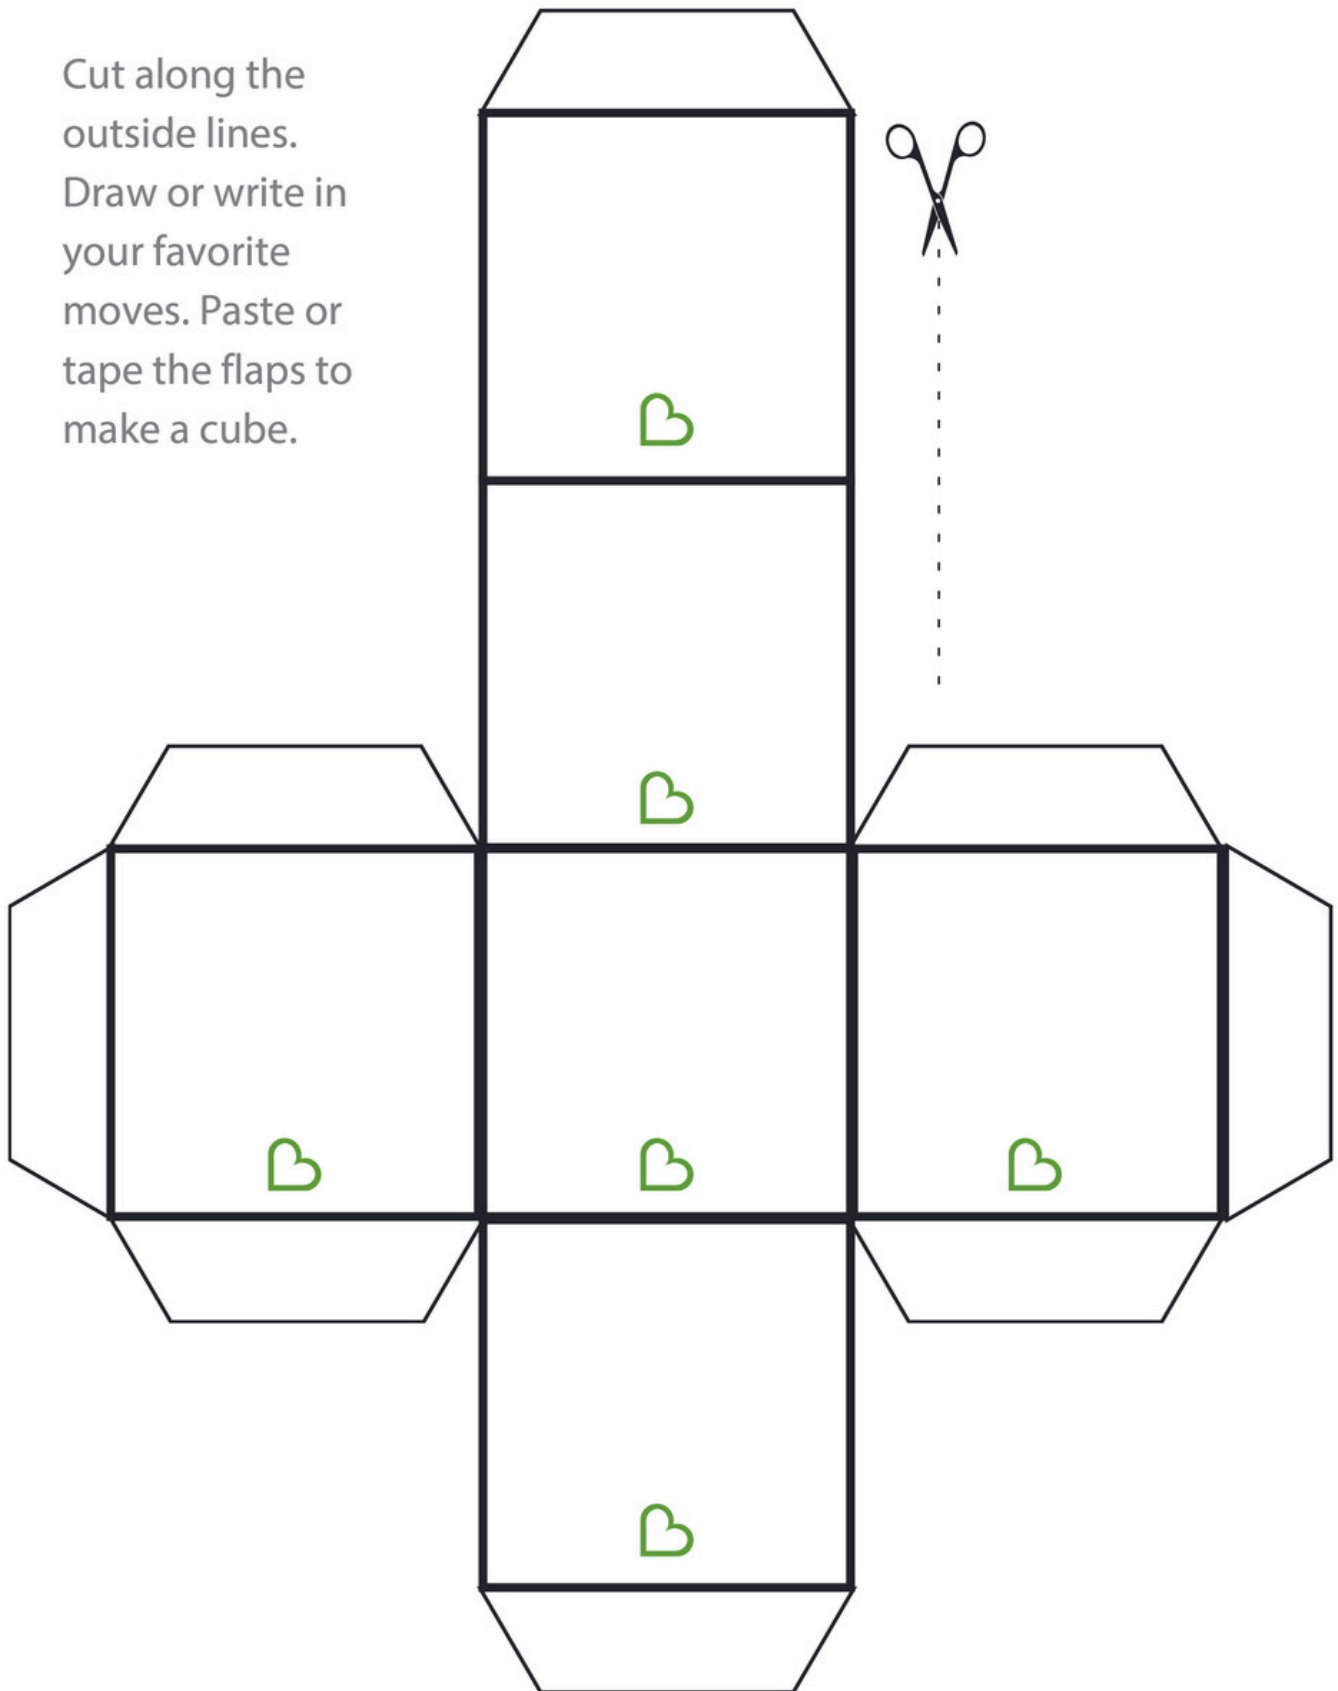 Cut along the
outside lines.
Draw or write in
your favorite
moves. Paste or
tape the flaps to
make a cube.